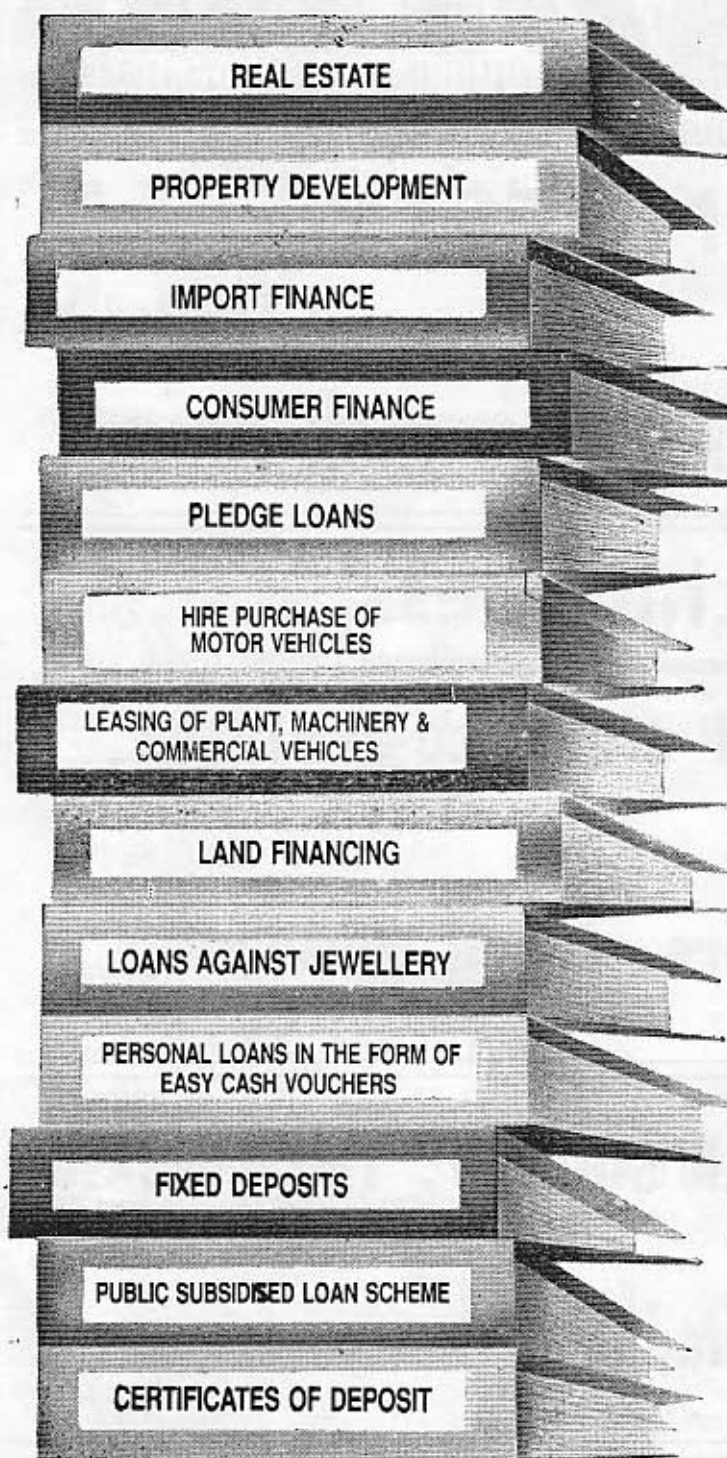 REAL ESTATE
PROPERTY DEVELOPMENT
IMPORT FINANCE
CONSUMER FINANCE
PLEDGE LOANS
HIRE PURCHASE OF
MOTOR VEHICLES
LEASING OF PLANT, MACHINERY &
COMMERCIAL VEHICLES
LAND FINANCING
LOANS AGAINST JEWELLERY
PERSONAL LOANS IN THE FORM OF
EASY CASH VOUCHERS
FIXED DEPOSITS
PUBLIC SUBSIDISED LOAN SCHEME
CERTIFICATES OF DEPOSIT